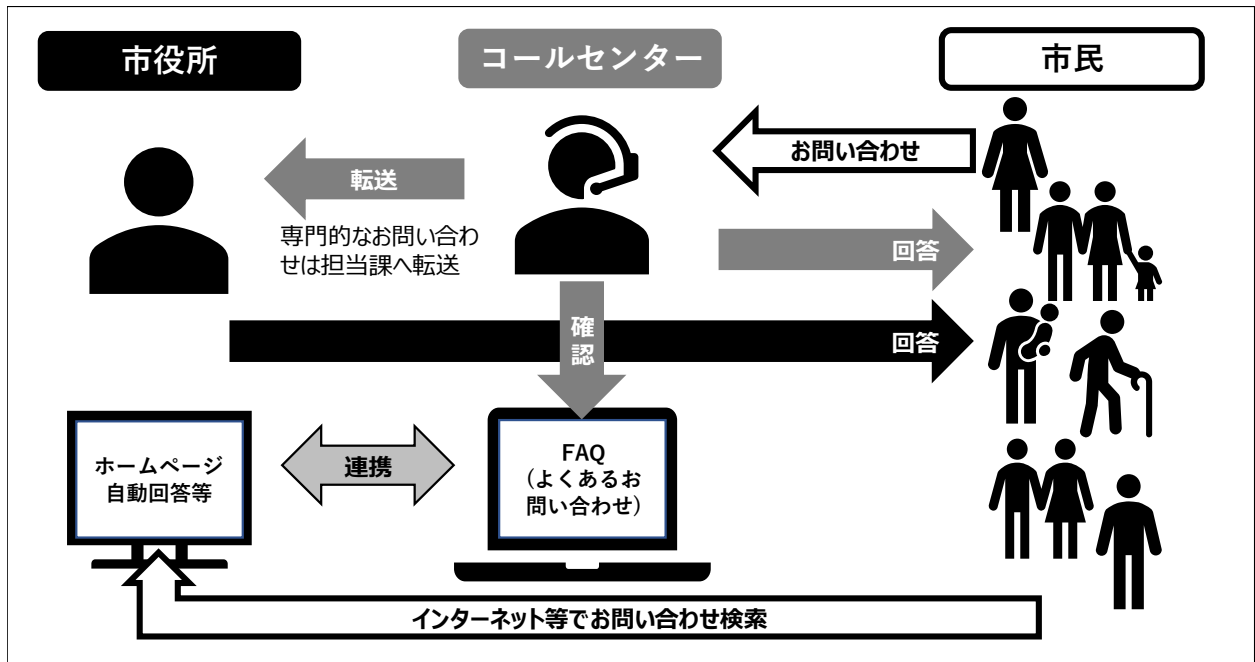 市役所
コールセンター
市民
お問い合わせ
転送
専門的なお問い合わ
せは担当課へ転送
回答
確
認
回答
ホームページ
自動回答等
連携
FAQ
(よくあるお
問い合わせ)
インターネット等でお問い合わせ検索